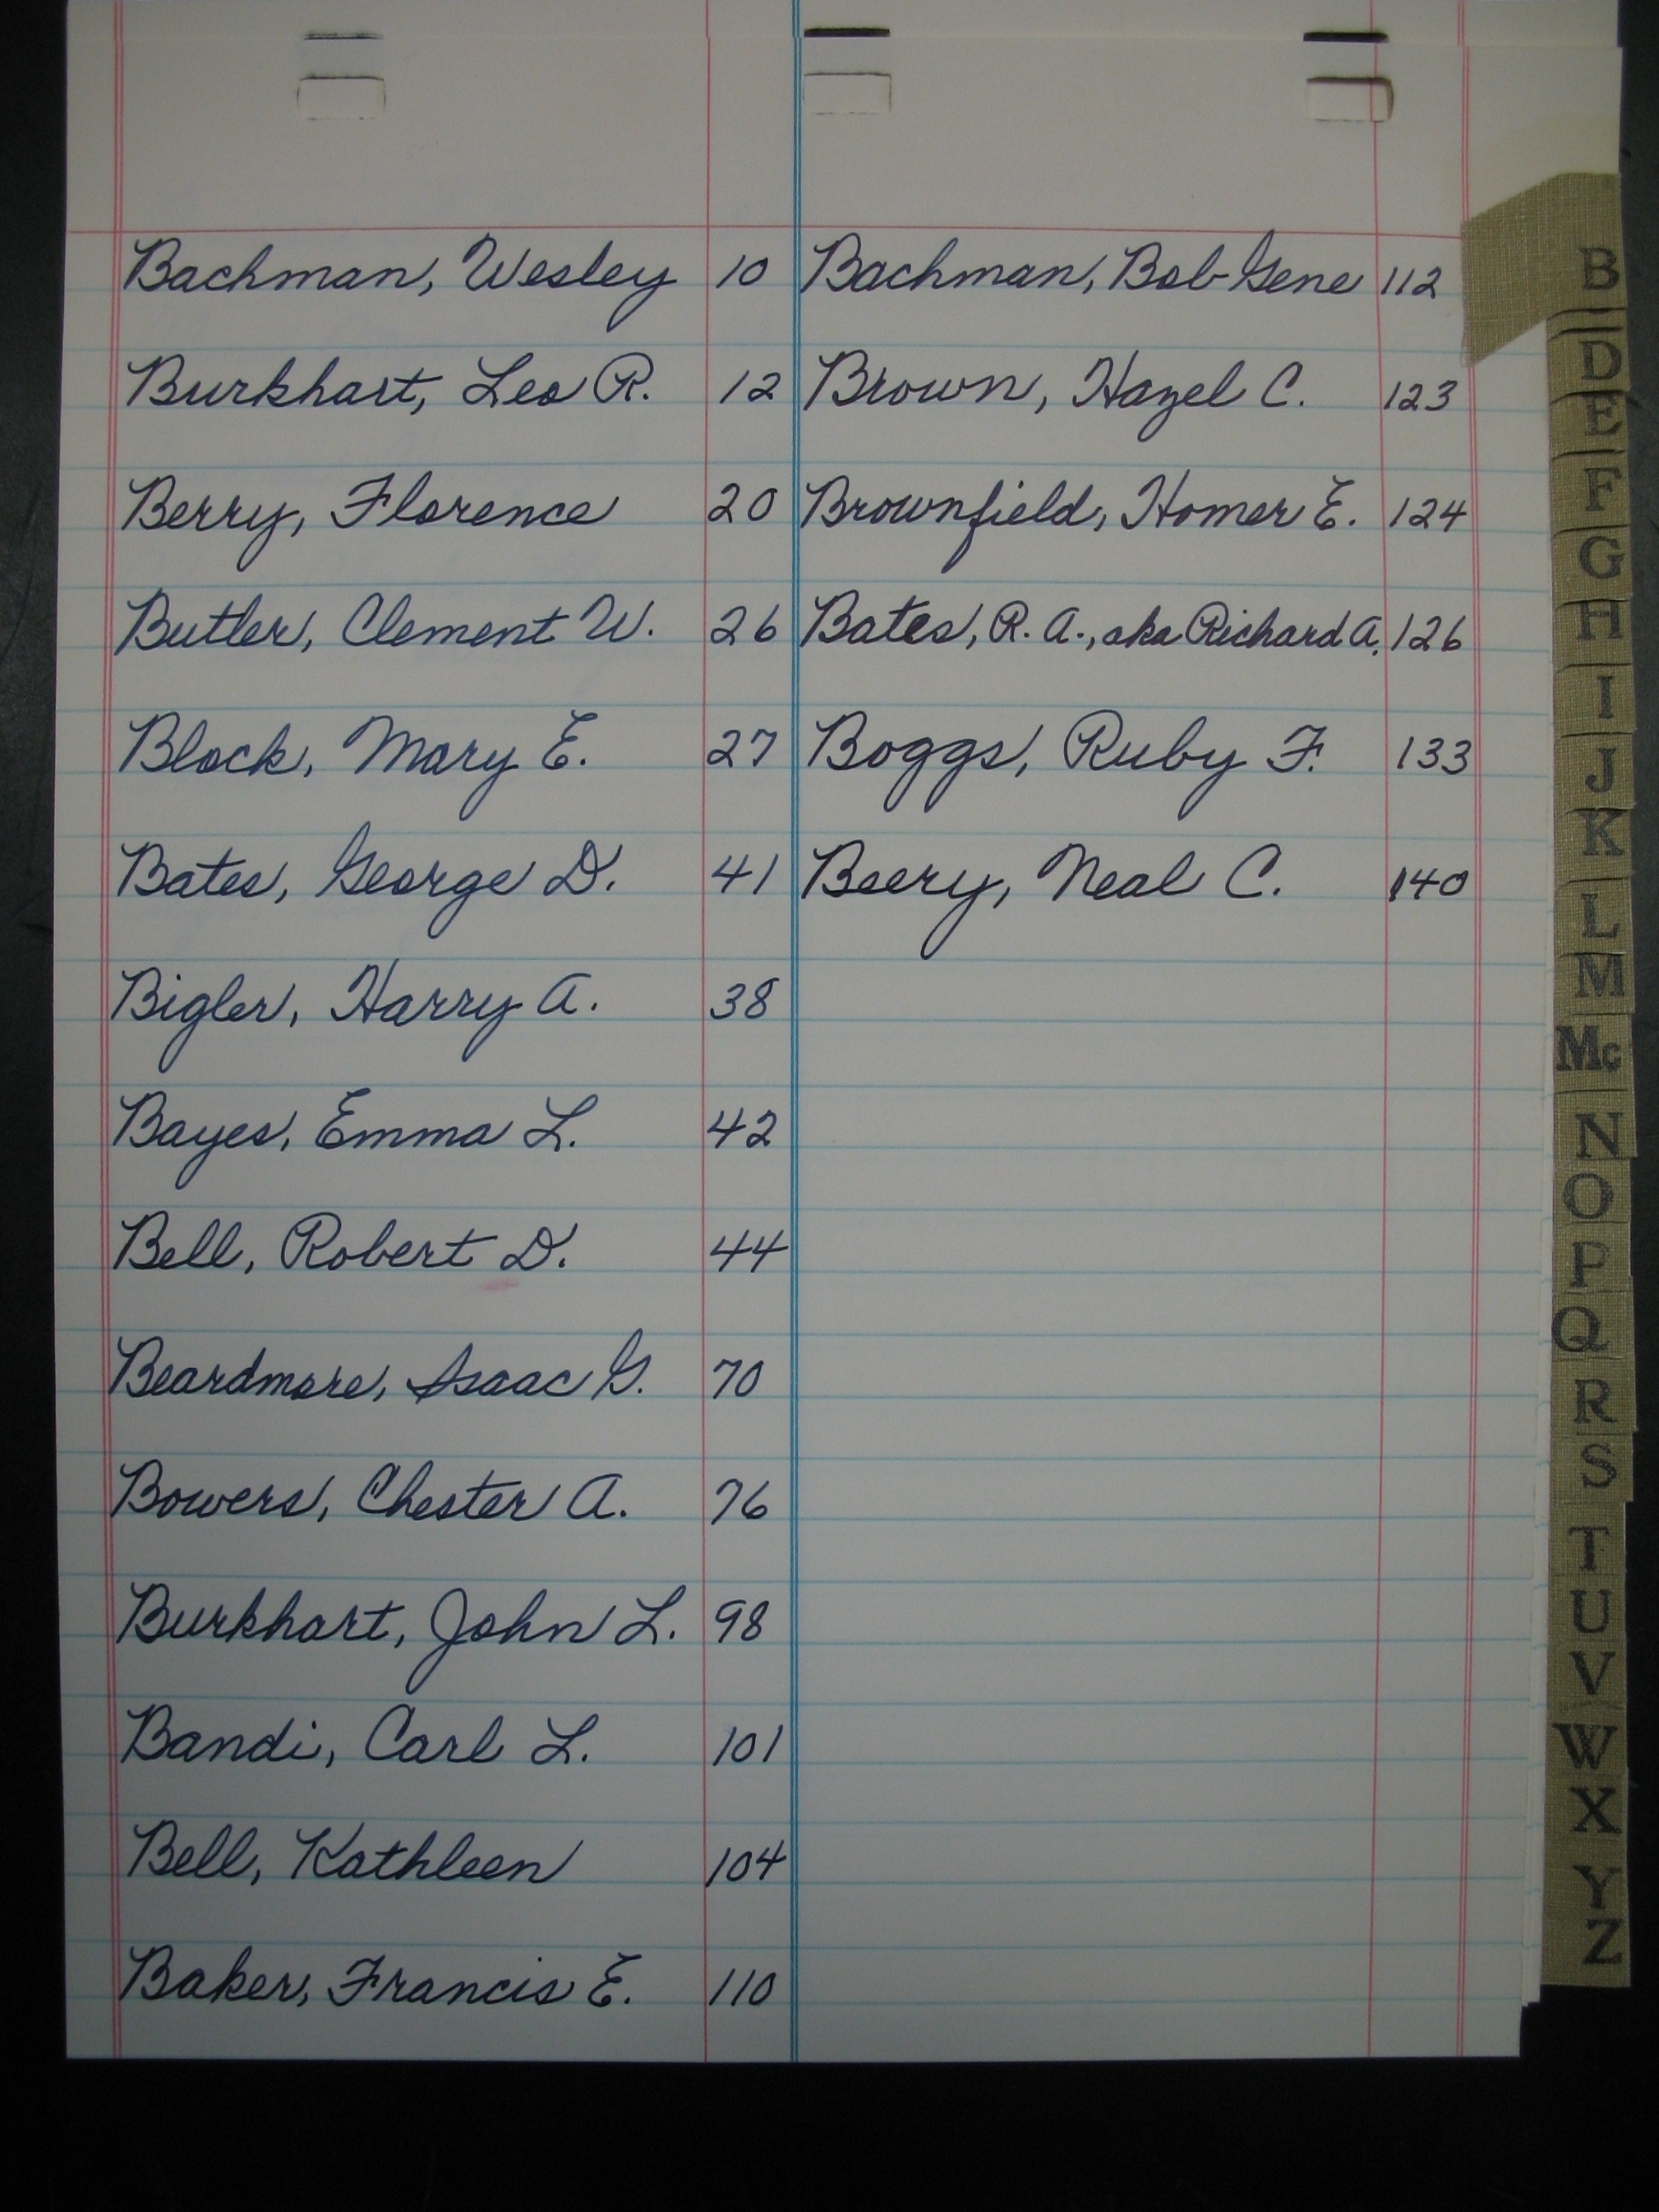 Bachman, Wesley 10
Burkhart, Leo R. 12
Berry, Florence 20
Butler, Clement W. 26
Block, Mary E. 27
Bates, George D. 41
Bigler, Harry A. 38
Bayes, Emma L. 42
Bell, Robert D. 44
Beardmore, Isaac G. 70
Bowers, Chester A. 76
Burkhart, John L. 98
Bandi, Carl L. 101
Bell, Kathleen 104
Baker, Francis E. 110
Bachman, Bob Gene 112
Brown, Hazel C. 123
Brownfield, Homer E. 124
Bates, R. A., aka Richard A. 126
Boggs, Ruby F. 133
Beery, Neal C. 140
B
D
E
F
G
H
I
J
K
L
M
Mc
N
O
P
Q
R
S
T
U
V
W
X
Y
Z